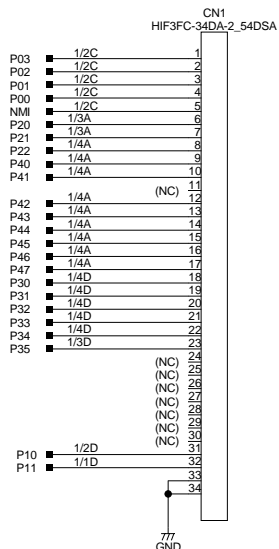 CN1
HIF3FC-34DA-2_54DSA
P03 1/2C 1
P02 1/2C 2
P01 1/2C 3
P00 1/2C 4
NMI 1/2C 5
P20 1/3A 6
P21 1/3A 7
P22 1/4A 8
P40 1/4A 9
P41 1/4A 10
(NC) 11
P42 1/4A 12
P43 1/4A 13
P44 1/4A 14
P45 1/4A 15
P46 1/4A 16
P47 1/4A 17
P30 1/4D 18
P31 1/4D 19
P32 1/4D 20
P33 1/4D 21
P34 1/4D 22
P35 1/3D 23
(NC) 24
(NC) 25
(NC) 26
(NC) 27
(NC) 28
(NC) 29
(NC) 30
P10 1/2D 31
P11 1/1D 32
33
34
GND